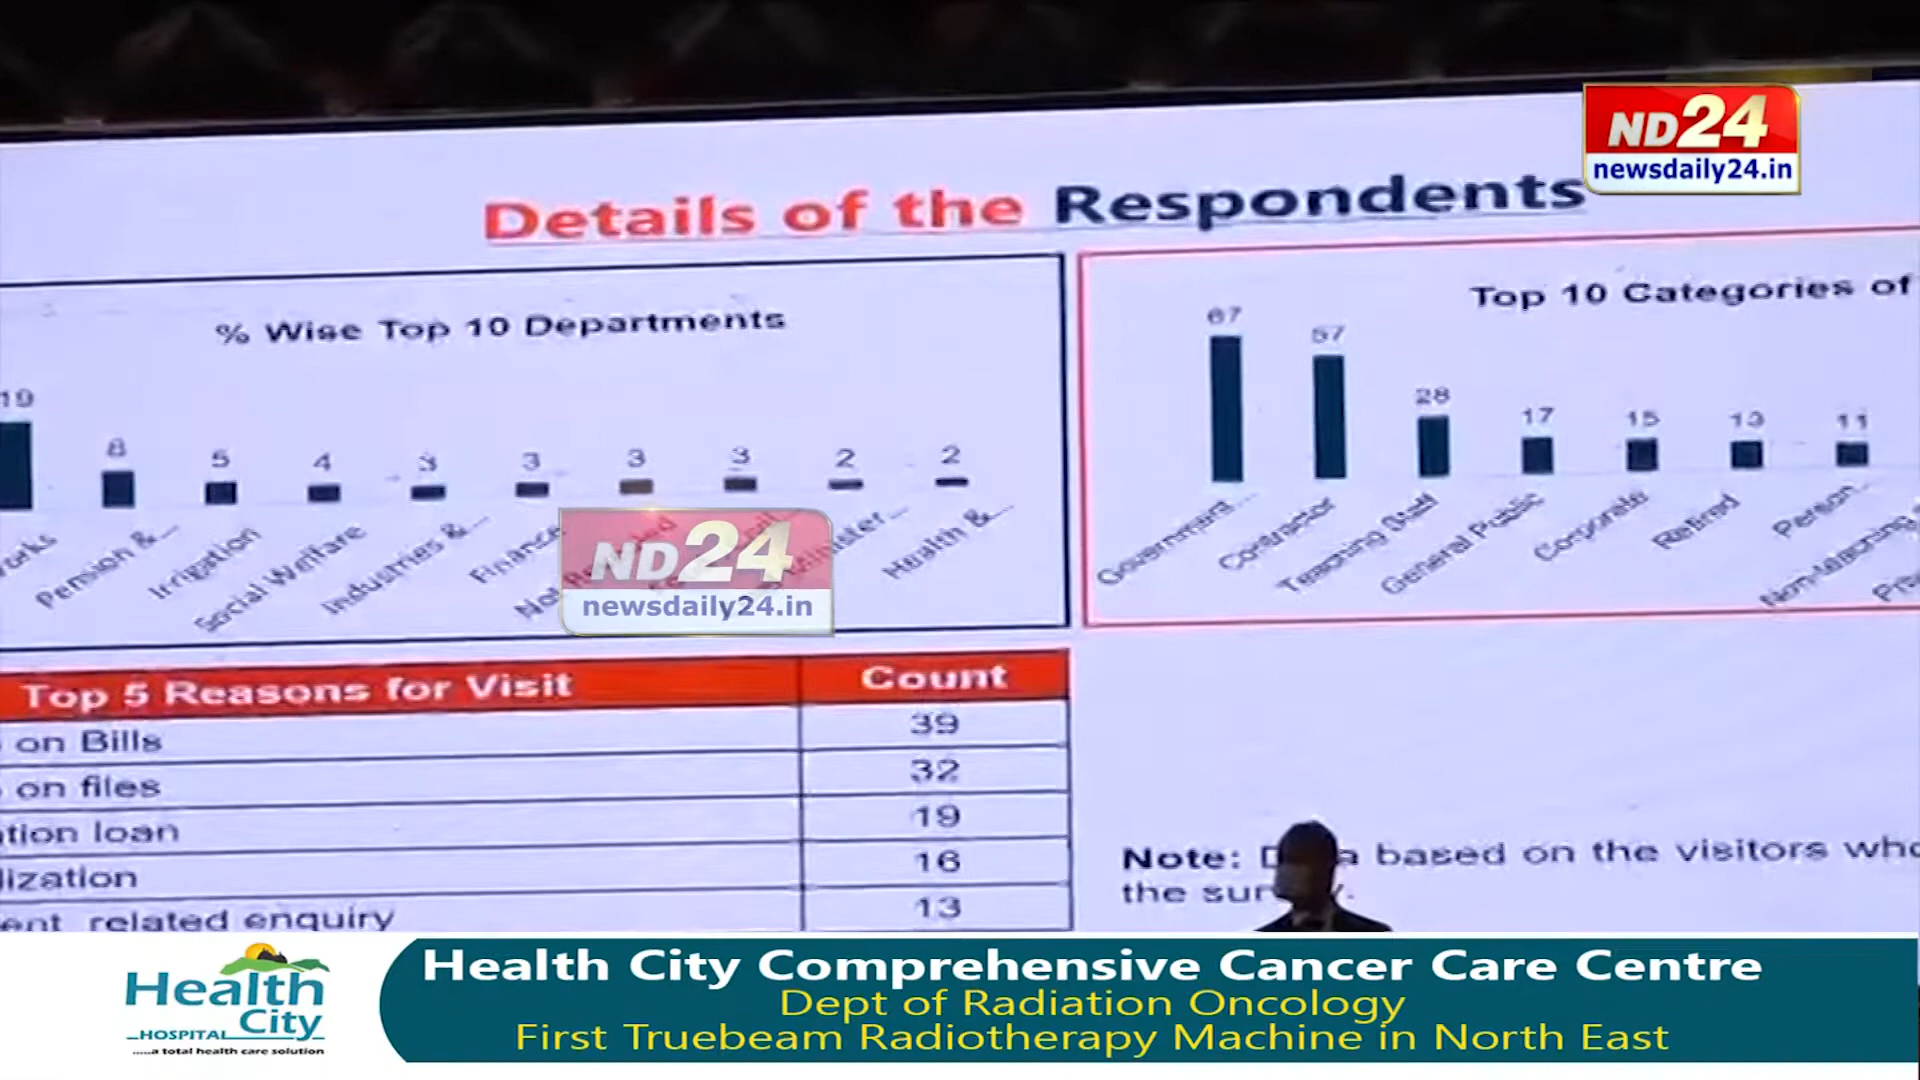 ND24
newsdaily24.in
Details of the Respondents
% Wise Top 10 Departments
19
8
5
4
3
3
3
3
2
2
Pension &...
Irrigation
Social Welfare
Industries &...
Finance
Health &...
ND24
newsdaily24.in
Top 10 Categories of
67
57
28
17
15
13
11
Government...
Contractor
Teaching Staff
General Public
Corporate
Retired
Person...
Top 5 Reasons for Visit Count
on Bills 39
on files 32
tion loan 19
lization 16
ent related enquiry 13
Note: based on the visitors who
the
Health
City
HOSPITAL
.....a total health care solution
Health City Comprehensive Cancer Care Centre
Dept of Radiation Oncology
First Truebeam Radiotherapy Machine in North East